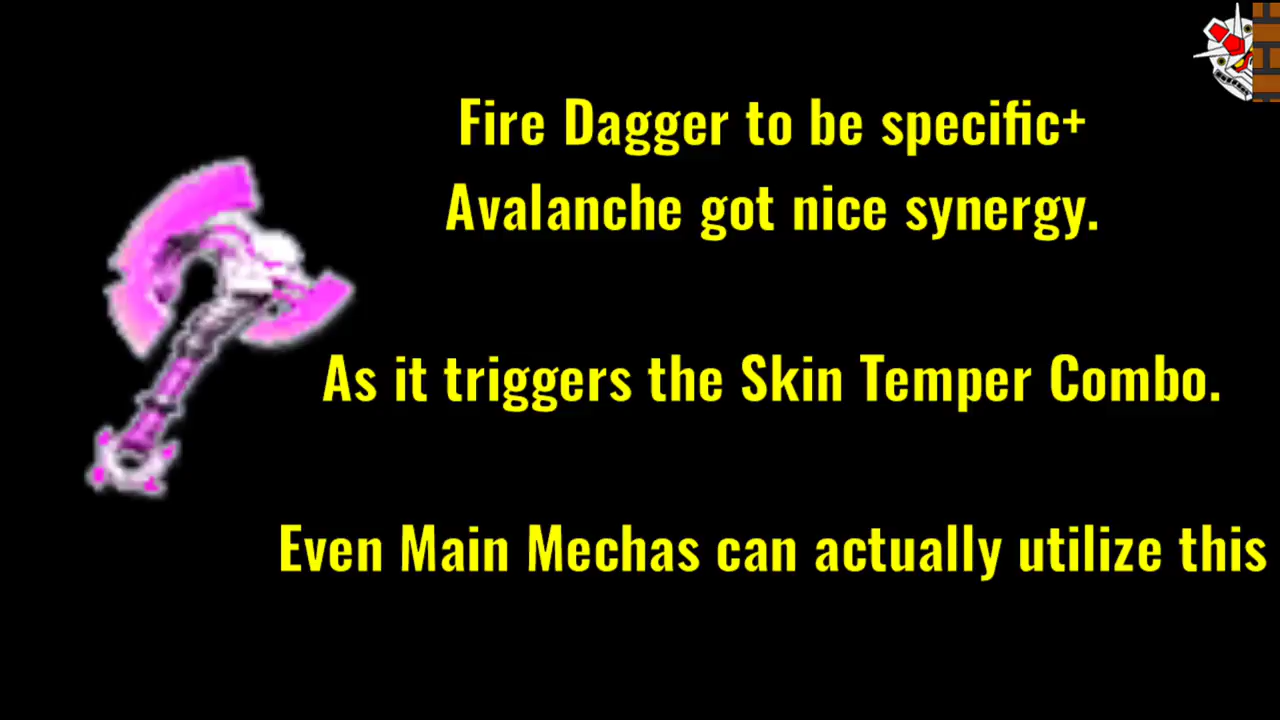 Fire Dagger to be specific+
Avalanche got nice synergy.
As it triggers the Skin Temper Combo.
Even Main Mechas can actually utilize this